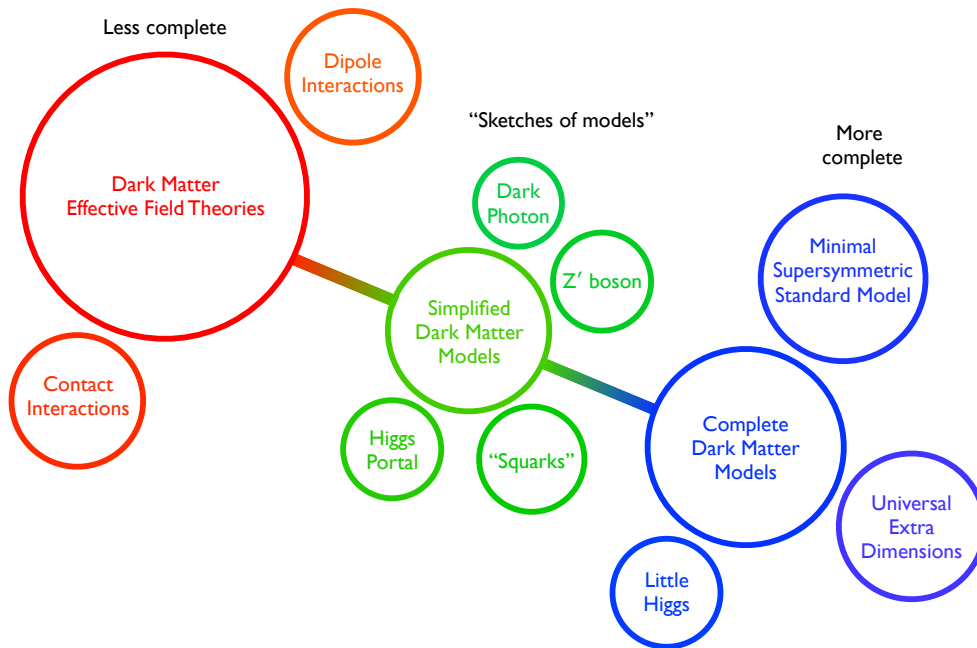 Less complete
Dipole
Interactions
Dark Matter
Effective Field Theories
Contact
Interactions
“Sketches of models”
Dark
Photon
Z′ boson
Simplified
Dark Matter
Models
Higgs
Portal
“Squarks”
More
complete
Minimal
Supersymmetric
Standard Model
Complete
Dark Matter
Models
Universal
Extra
Dimensions
Little
Higgs